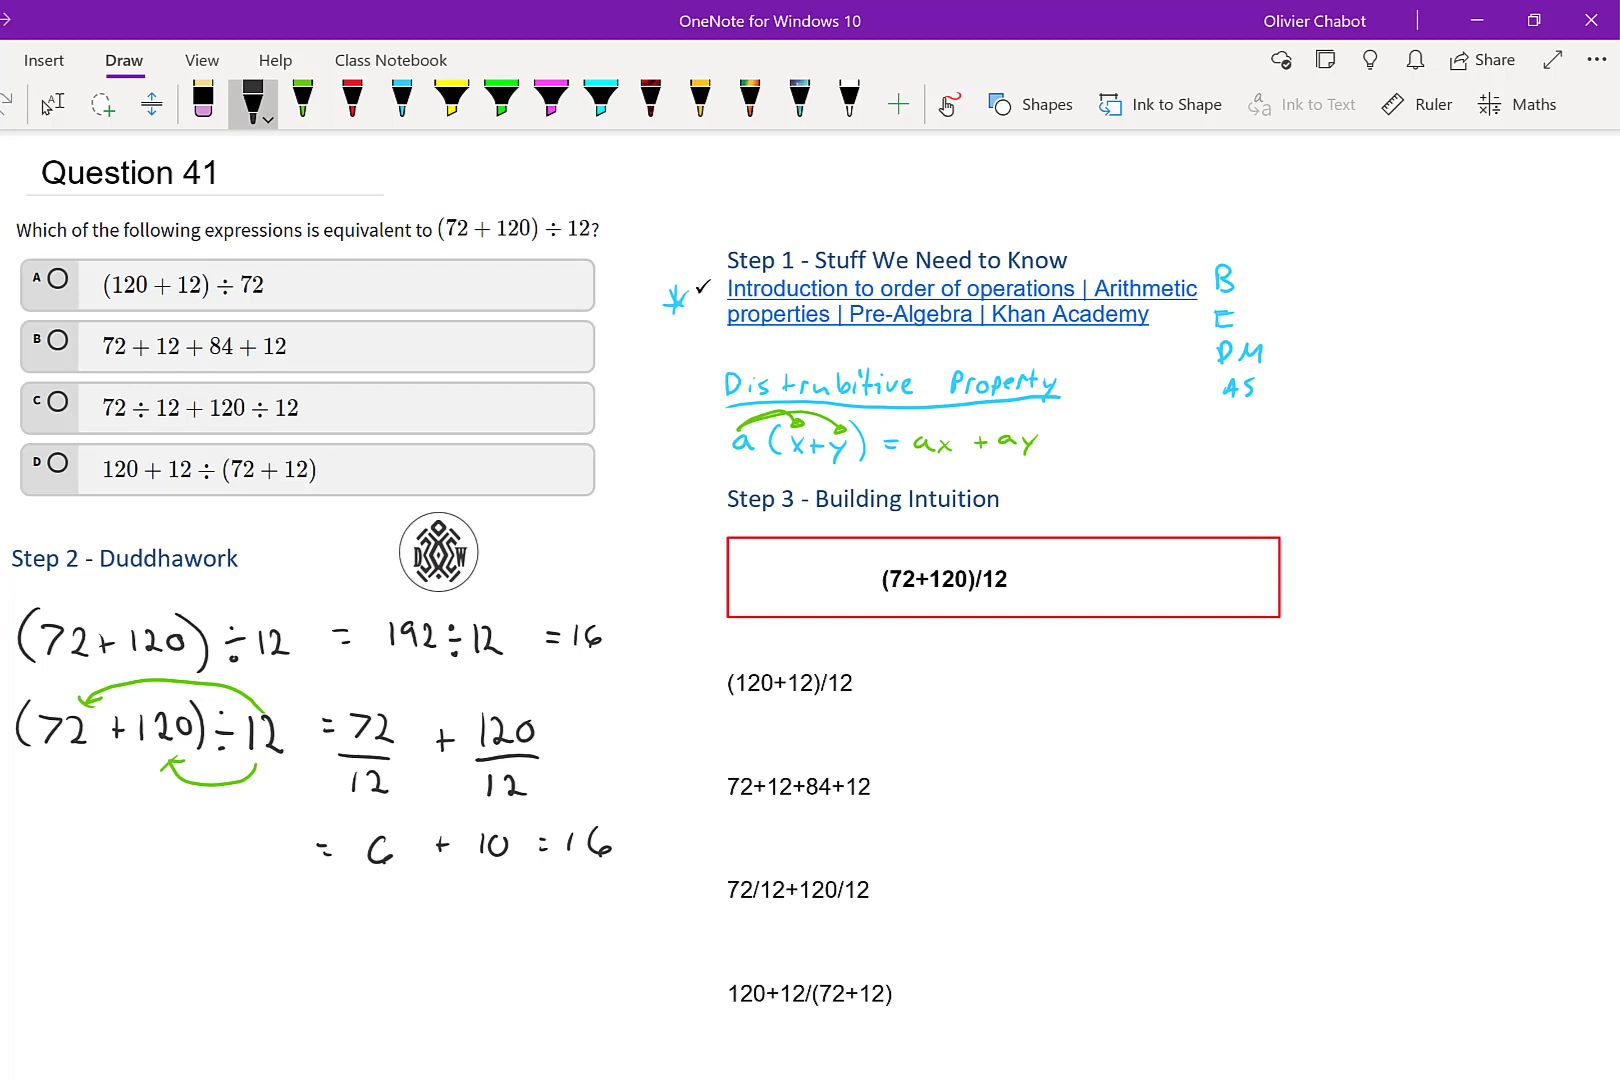 OneNote for Windows 10
Olivier Chabot
Insert Draw View Help Class Notebook
Share
Shapes Ink to Shape Ink to Text Ruler Maths
Question 41
Which of the following expressions is equivalent to (72 + 120) ÷ 12?
A (120 + 12) ÷ 72
B 72 + 12 + 84 + 12
C 72 ÷ 12 + 120 ÷ 12
D 120 + 12 ÷ (72 + 12)
Step 2 - Duddhawork
DW
(72+120) ÷ 12 = 192 ÷ 12 = 16
(72 + 120) ÷ 12 = 72/12 + 120/12
= 6 + 10 = 16
Step 1 - Stuff We Need to Know
Introduction to order of operations | Arithmetic
properties | Pre-Algebra | Khan Academy
B
E
DM
AS
Distrubitive Property
a(x+y) = ax + ay
Step 3 - Building Intuition
(72+120)/12
(120+12)/12
72+12+84+12
72/12+120/12
120+12/(72+12)